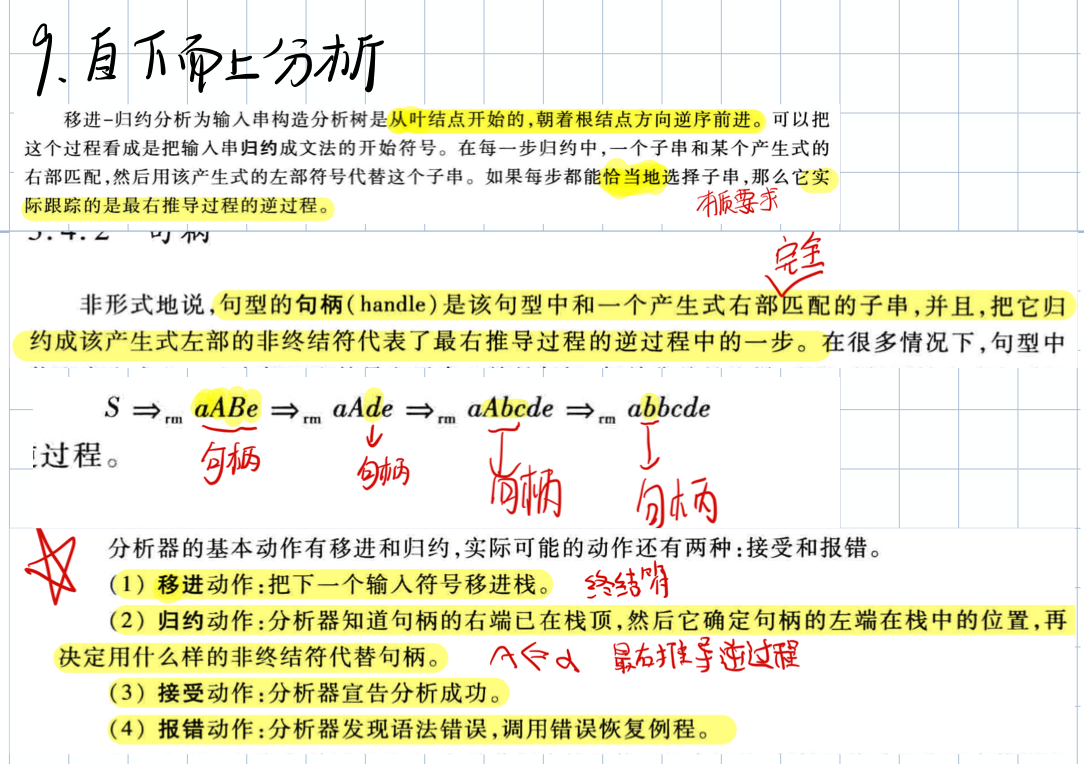 9、自下而上分析
移进-归约分析为输入串构造分析树是从叶结点开始的,朝着根结点方向逆序前进。可以把
这个过程看成是把输入串归约成文法的开始符号。在每一步归约中,一个子串和某个产生式的
右部匹配,然后用该产生式的左部符号代替这个子串。如果每步都能恰当地选择子串,那么它实
际跟踪的是最右推导过程的逆过程。
要求
句柄
完全
非形式地说,句型的句柄(handle)是该句型中和一个产生式右部匹配的子串,并且,把它归
约成该产生式左部的非终结符代表了最右推导过程的逆过程中的一步。在很多情况下,句型中
S ⇒rm aABe ⇒rm aAde ⇒rm aAbcde ⇒rm abbcde
过程。
句柄 句柄 句柄 句柄
分析器的基本动作有移进和归约,实际可能的动作还有两种:接受和报错。
(1) 移进动作:把下一个输入符号移进栈。 终结符
(2) 归约动作:分析器知道句柄的右端已在栈顶,然后它确定句柄的左端在栈中的位置,再
决定用什么样的非终结符代替句柄。 A⇐α 最右推导逆过程
(3) 接受动作:分析器宣告分析成功。
(4) 报错动作:分析器发现语法错误,调用错误恢复例程。